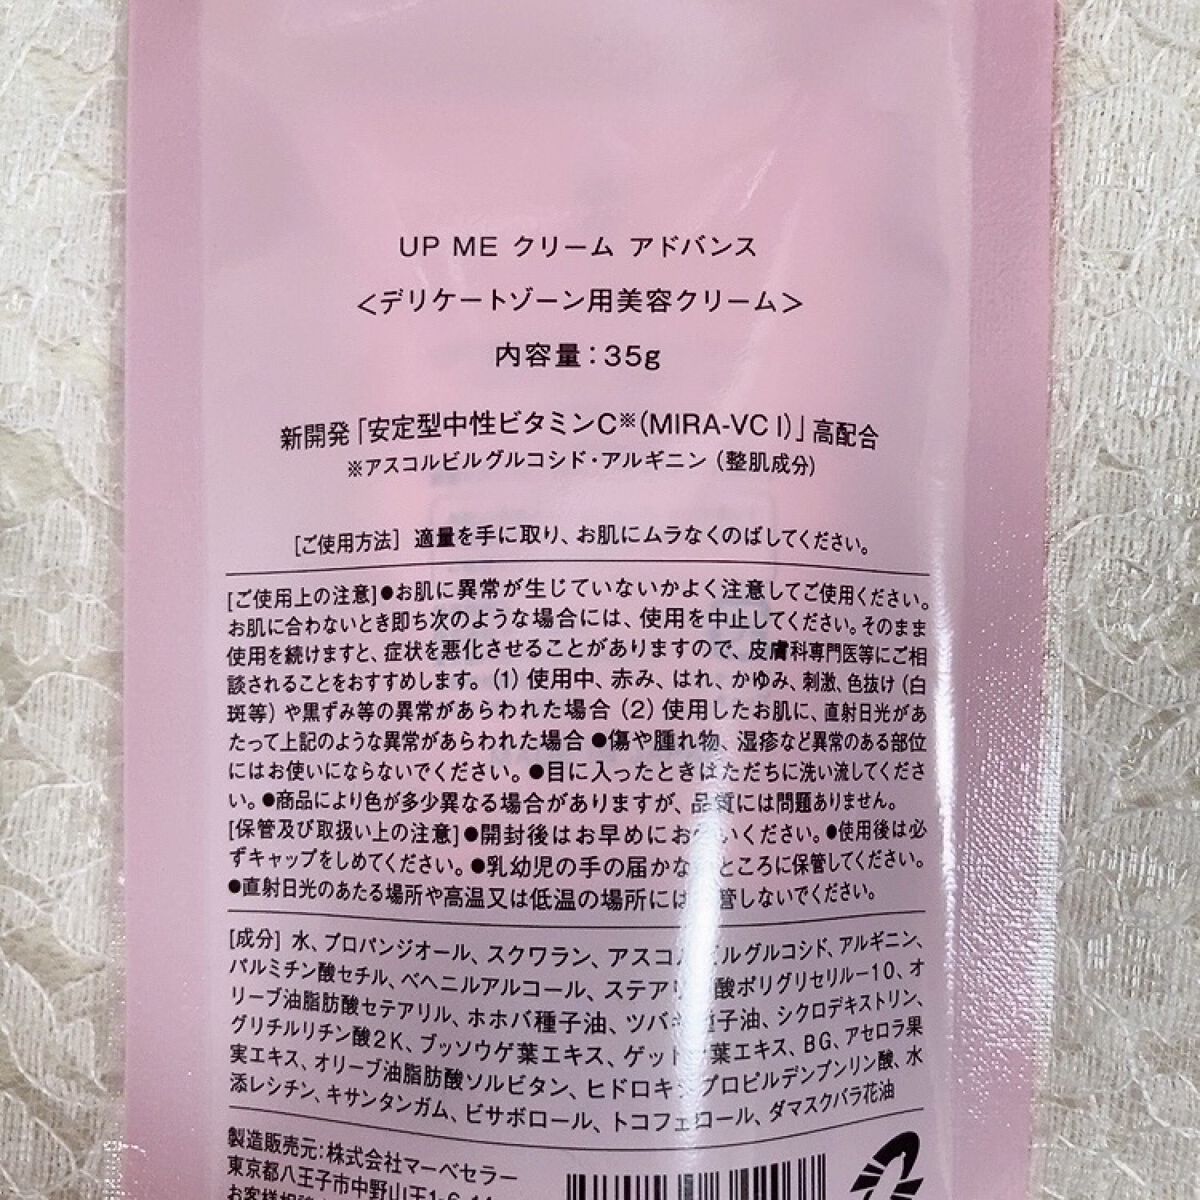 UP ME クリーム アドバンス
<デリケートゾーン用美容クリーム>
内容量：35g
新開発「安定型中性ビタミンC※(MIRA-VC I)」高配合
※アスコルビルグルコシド・アルギニン（整肌成分）
[ご使用方法] 適量を手に取り、お肌にムラなくのばしてください。
[ご使用上の注意]●お肌に異常が生じていないかよく注意してご使用ください。
お肌に合わないとき即ち次のような場合には、使用を中止してください。そのまま
使用を続けますと、症状を悪化させることがありますので、皮膚科専門医等にご相
談されることをおすすめします。(1) 使用中、赤み、はれ、かゆみ、刺激、色抜け（白
斑等）や黒ずみ等の異常があらわれた場合（2）使用したお肌に、直射日光があ
たって上記のような異常があらわれた場合 ●傷や腫れ物、湿疹など異常のある部位
にはお使いにならないでください。●目に入ったときはただちに洗い流してくださ
い。●商品により色が多少異なる場合がありますが、品質には問題ありません。
[保管及び取扱い上の注意]●開封後はお早めにお使いください。●使用後は必
ずキャップをしめてください。●乳幼児の手の届かないところに保管してください。
●直射日光のあたる場所や高温又は低温の場所には保管しないでください。
[成分] 水、プロパンジオール、スクワラン、アスコルビルグルコシド、アルギニン、
パルミチン酸セチル、ベヘニルアルコール、ステアリン酸ポリグリセリル-10、オ
リーブ油脂肪酸セテアリル、ホホバ種子油、ツバキ種子油、シクロデキストリン、
グリチルリチン酸2K、ブッソウゲ葉エキス、ゲットウ葉エキス、BG、アセロラ果
実エキス、オリーブ油脂肪酸ソルビタン、ヒドロキシプロピルデンプンリン酸、水
添レシチン、キサンタンガム、ビサボロール、トコフェロール、ダマスクバラ花油
製造販売元：株式会社マーベセラー
東京都八王子市中野山王1-6-14
お客様相